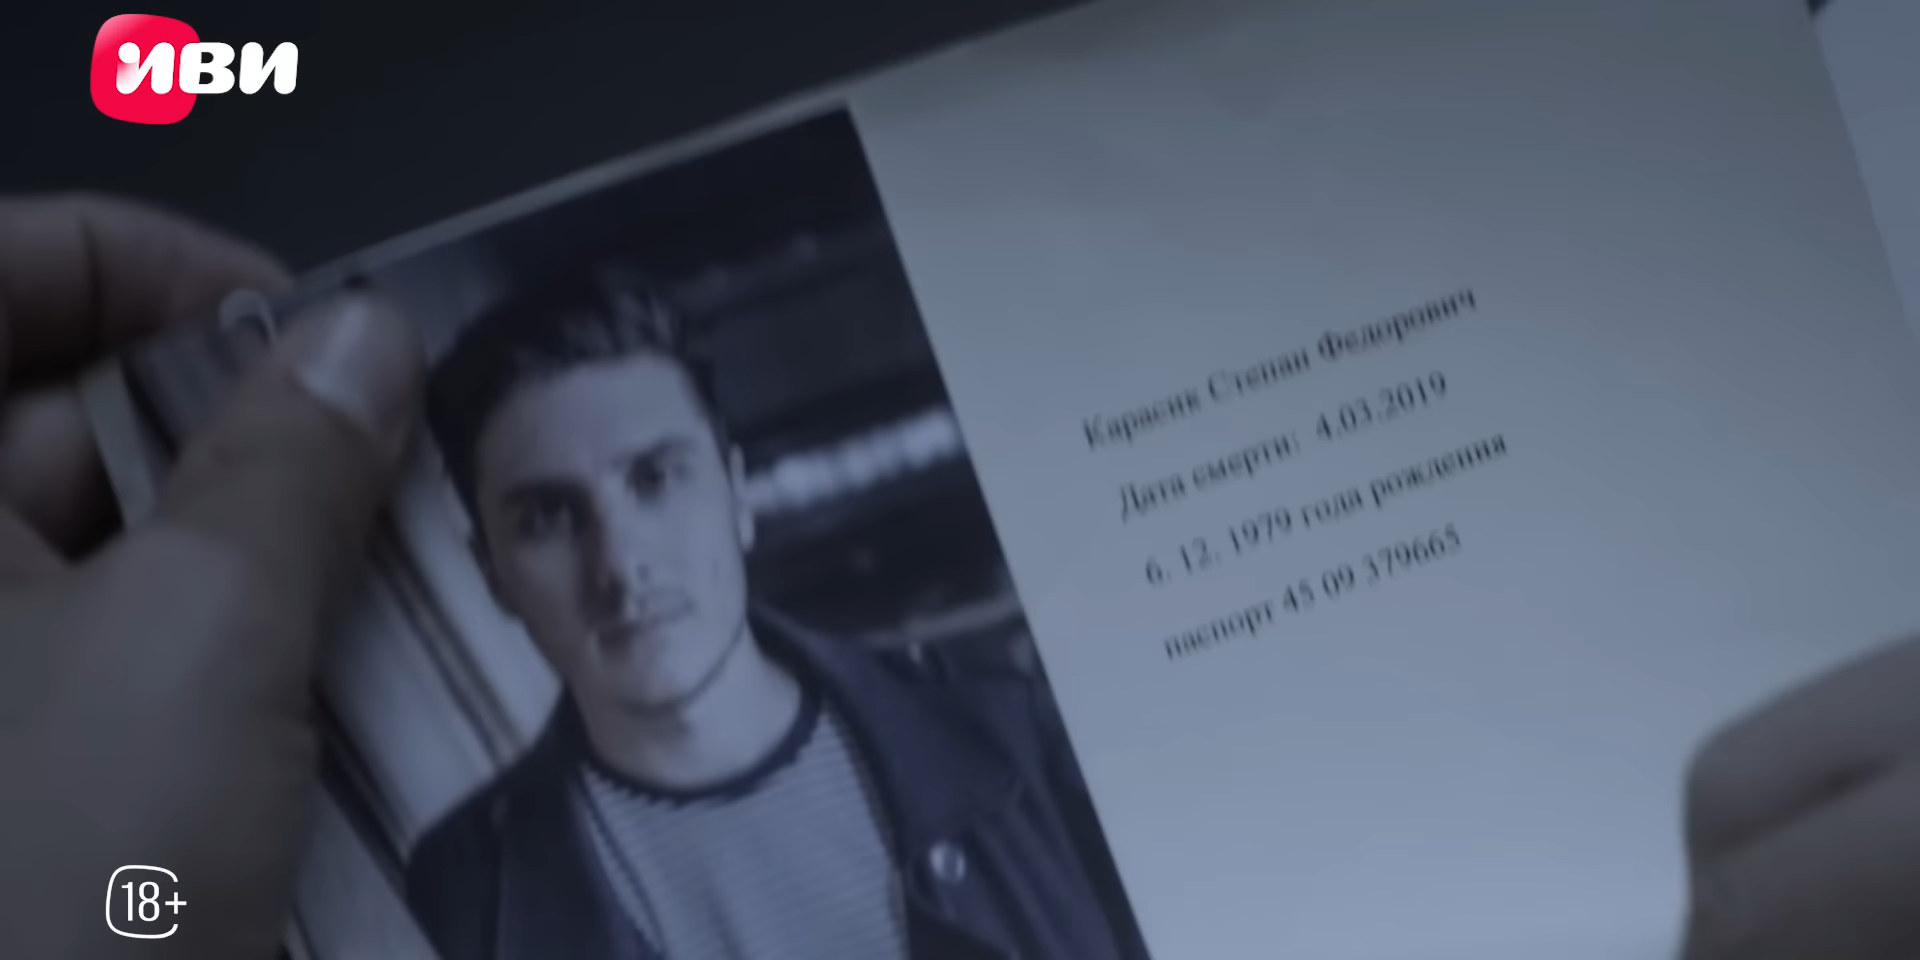 иви
Карасик Степан Федорович
Дата смерти: 4.03.2019
6. 12. 1979 года рождения
паспорт 45 09 379665
18+